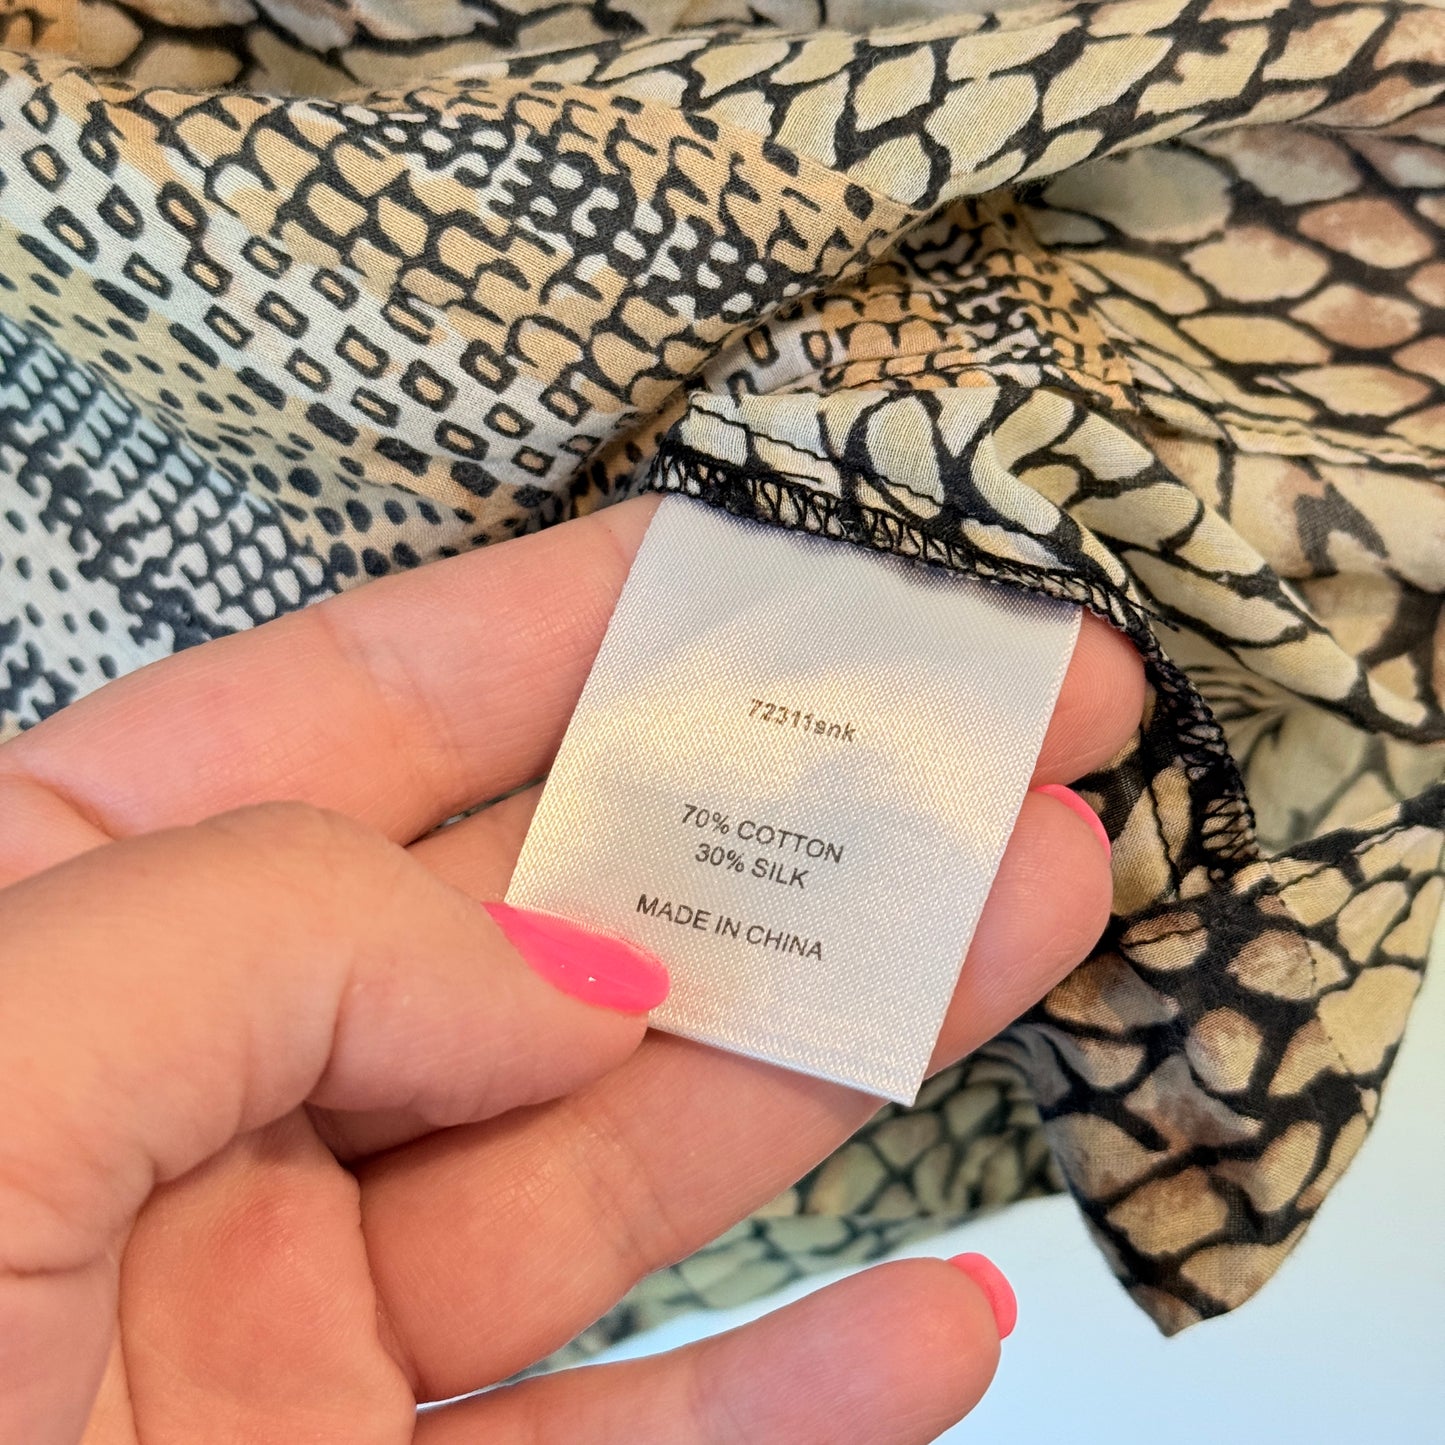 72311snk
70% COTTON
30% SILK
MADE IN CHINA